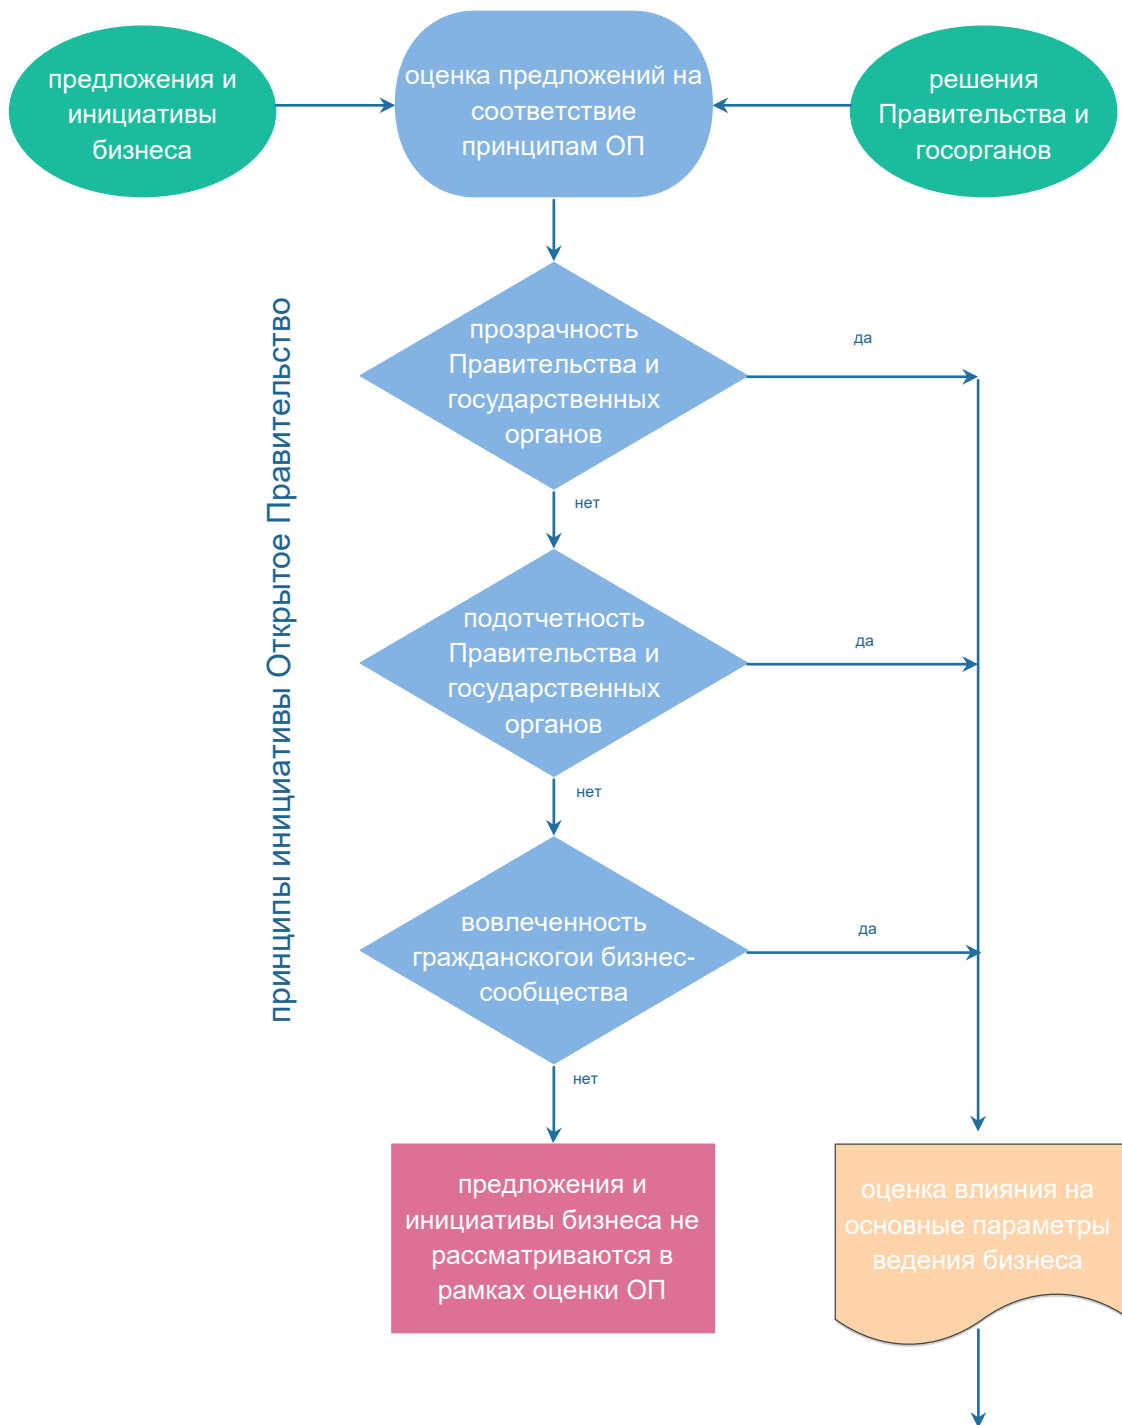 предложения и
инициативы
бизнеса
оценка предложений на
соответствие
принципам ОП
решения
Правительства и
госорганов
принципы инициативы Открытое Правительство
прозрачность
Правительства и
государственных
органов
да
нет
подотчетность
Правительства и
государственных
органов
да
нет
вовлеченность
гражданскогои бизнес-
сообщества
да
нет
предложения и
инициативы бизнеса не
рассматриваются в
рамках оценки ОП
оценка влияния на
основные параметры
ведения бизнеса